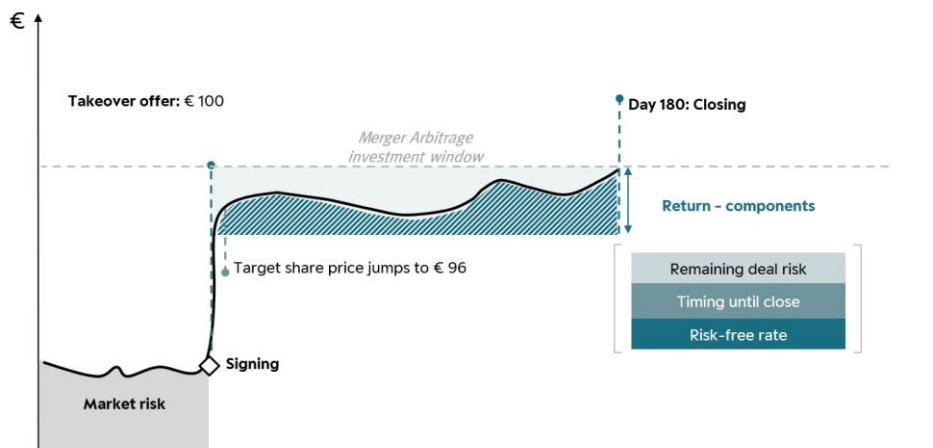 €
Takeover offer: € 100
Day 180: Closing
Merger Arbitrage
investment window
Return - components
Target share price jumps to € 96
Remaining deal risk
Timing until close
Risk-free rate
Signing
Market risk